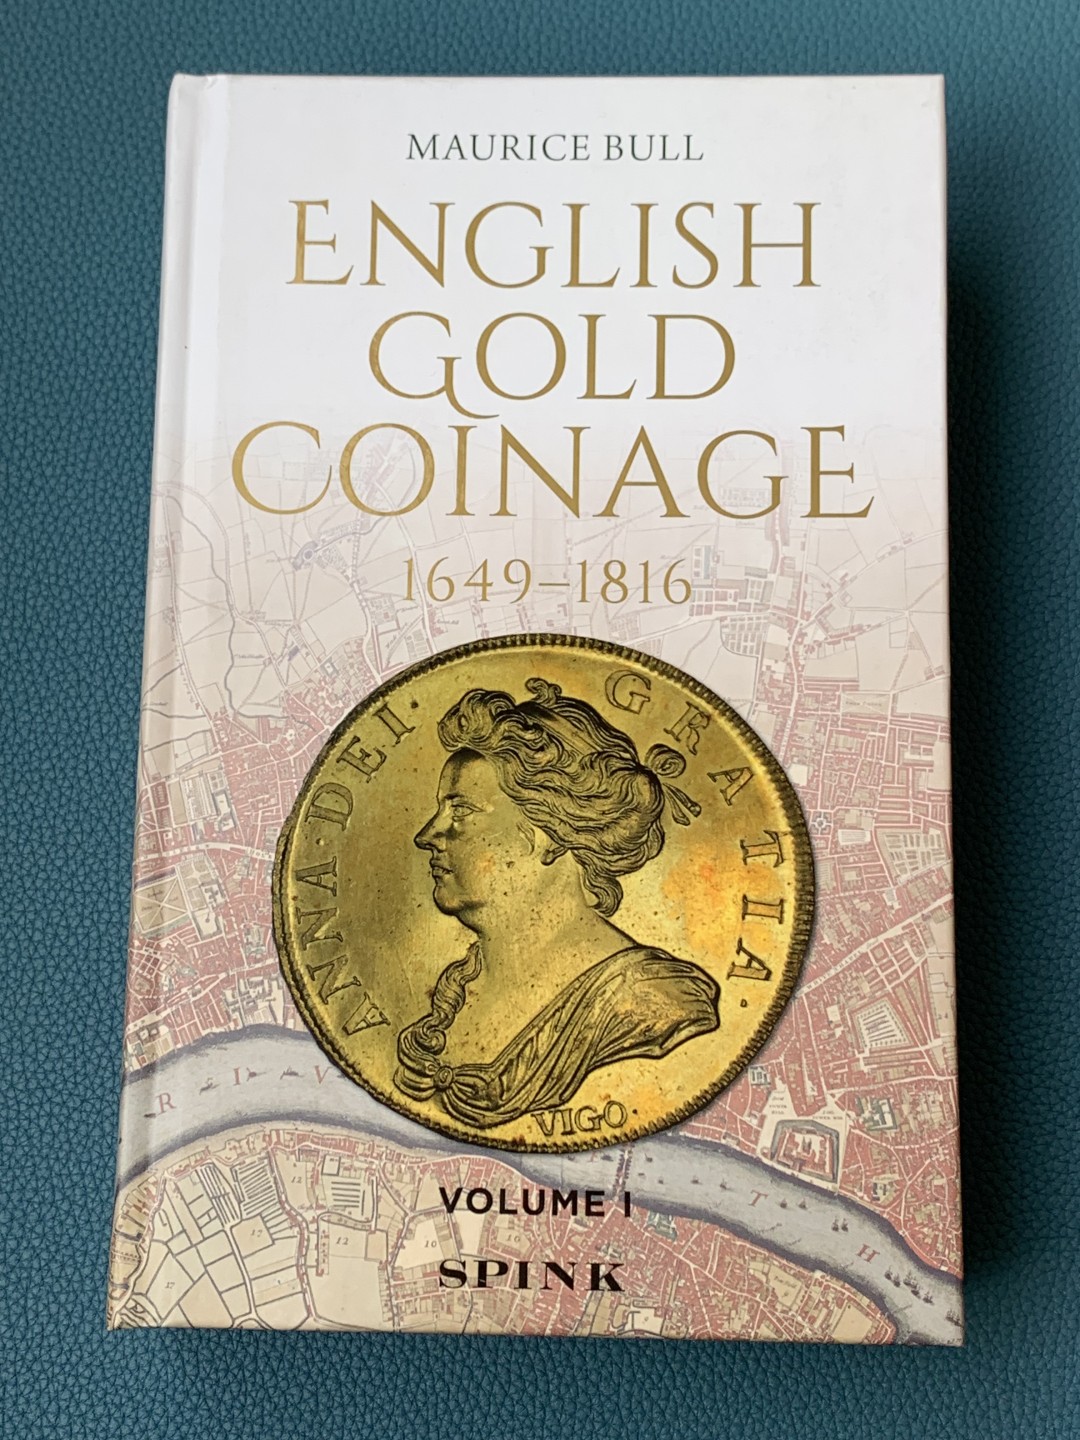 MAURICE BULL
ENGLISH
GOLD
COINAGE
1649–1816
ANNA·DEI· GRATIA·
VIGO·
R I V
T H
VOLUME I
SPINK